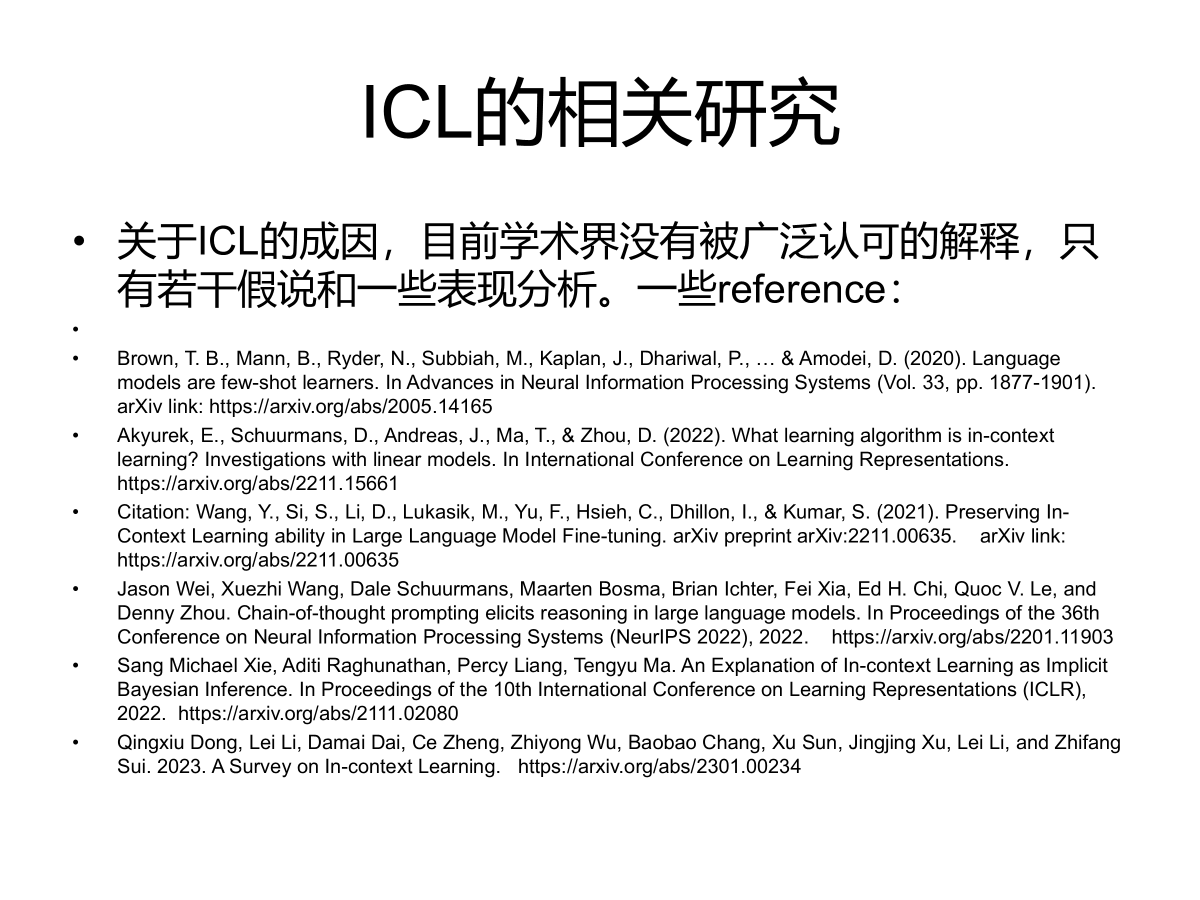 ICL的相关研究
• 关于ICL的成因，目前学术界没有被广泛认可的解释，只
有若干假说和一些表现分析。一些reference：
•
• Brown, T. B., Mann, B., Ryder, N., Subbiah, M., Kaplan, J., Dhariwal, P., … & Amodei, D. (2020). Language
models are few-shot learners. In Advances in Neural Information Processing Systems (Vol. 33, pp. 1877-1901).
arXiv link: https://arxiv.org/abs/2005.14165
• Akyurek, E., Schuurmans, D., Andreas, J., Ma, T., & Zhou, D. (2022). What learning algorithm is in-context
learning? Investigations with linear models. In International Conference on Learning Representations.
https://arxiv.org/abs/2211.15661
• Citation: Wang, Y., Si, S., Li, D., Lukasik, M., Yu, F., Hsieh, C., Dhillon, I., & Kumar, S. (2021). Preserving In-
Context Learning ability in Large Language Model Fine-tuning. arXiv preprint arXiv:2211.00635. arXiv link:
https://arxiv.org/abs/2211.00635
• Jason Wei, Xuezhi Wang, Dale Schuurmans, Maarten Bosma, Brian Ichter, Fei Xia, Ed H. Chi, Quoc V. Le, and
Denny Zhou. Chain-of-thought prompting elicits reasoning in large language models. In Proceedings of the 36th
Conference on Neural Information Processing Systems (NeurIPS 2022), 2022. https://arxiv.org/abs/2201.11903
• Sang Michael Xie, Aditi Raghunathan, Percy Liang, Tengyu Ma. An Explanation of In-context Learning as Implicit
Bayesian Inference. In Proceedings of the 10th International Conference on Learning Representations (ICLR),
2022. https://arxiv.org/abs/2111.02080
• Qingxiu Dong, Lei Li, Damai Dai, Ce Zheng, Zhiyong Wu, Baobao Chang, Xu Sun, Jingjing Xu, Lei Li, and Zhifang
Sui. 2023. A Survey on In-context Learning. https://arxiv.org/abs/2301.00234